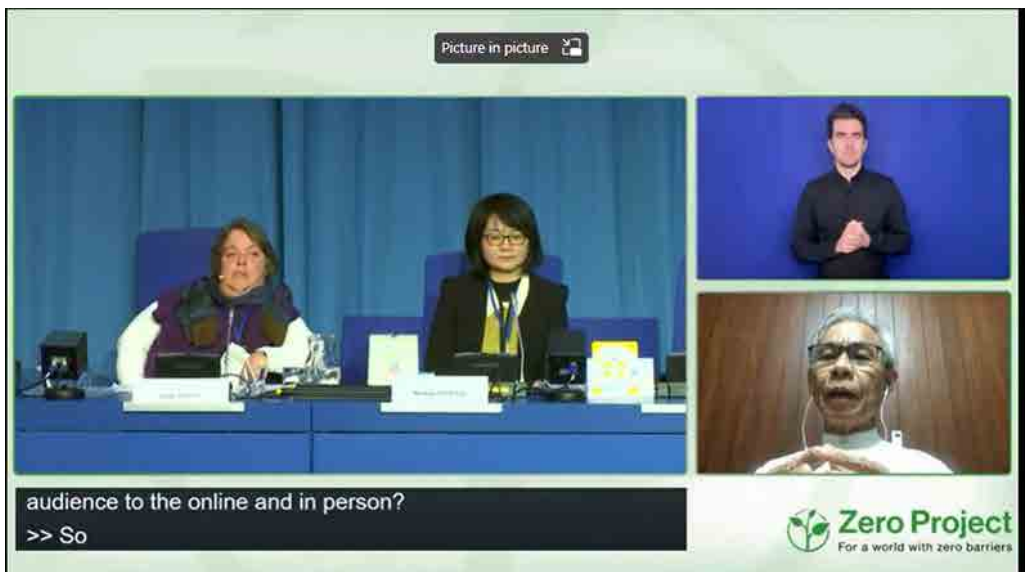 Picture in picture
audience to the online and in person?
>> So
Zero Project
For a world with zero barriers